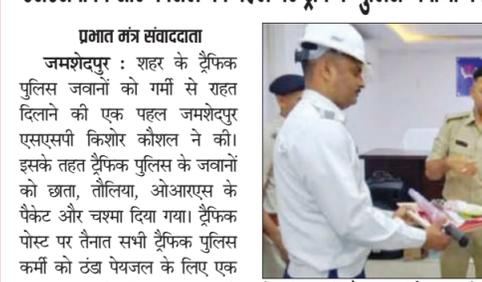 प्रभात मंत्र संवाददाता
जमशेदपुर : शहर के ट्रैफिक
पुलिस जवानों को गर्मी से राहत
दिलाने की एक पहल जमशेदपुर
एसएसपी किशोर कौशल ने की।
इसके तहत ट्रैफिक पुलिस के जवानों
को छाता, तौलिया, ओआरएस के
पैकेट और चश्मा दिया गया। ट्रैफिक
पोस्ट पर तैनात सभी ट्रैफिक पुलिस
कर्मी को ठंडा पेयजल के लिए एक